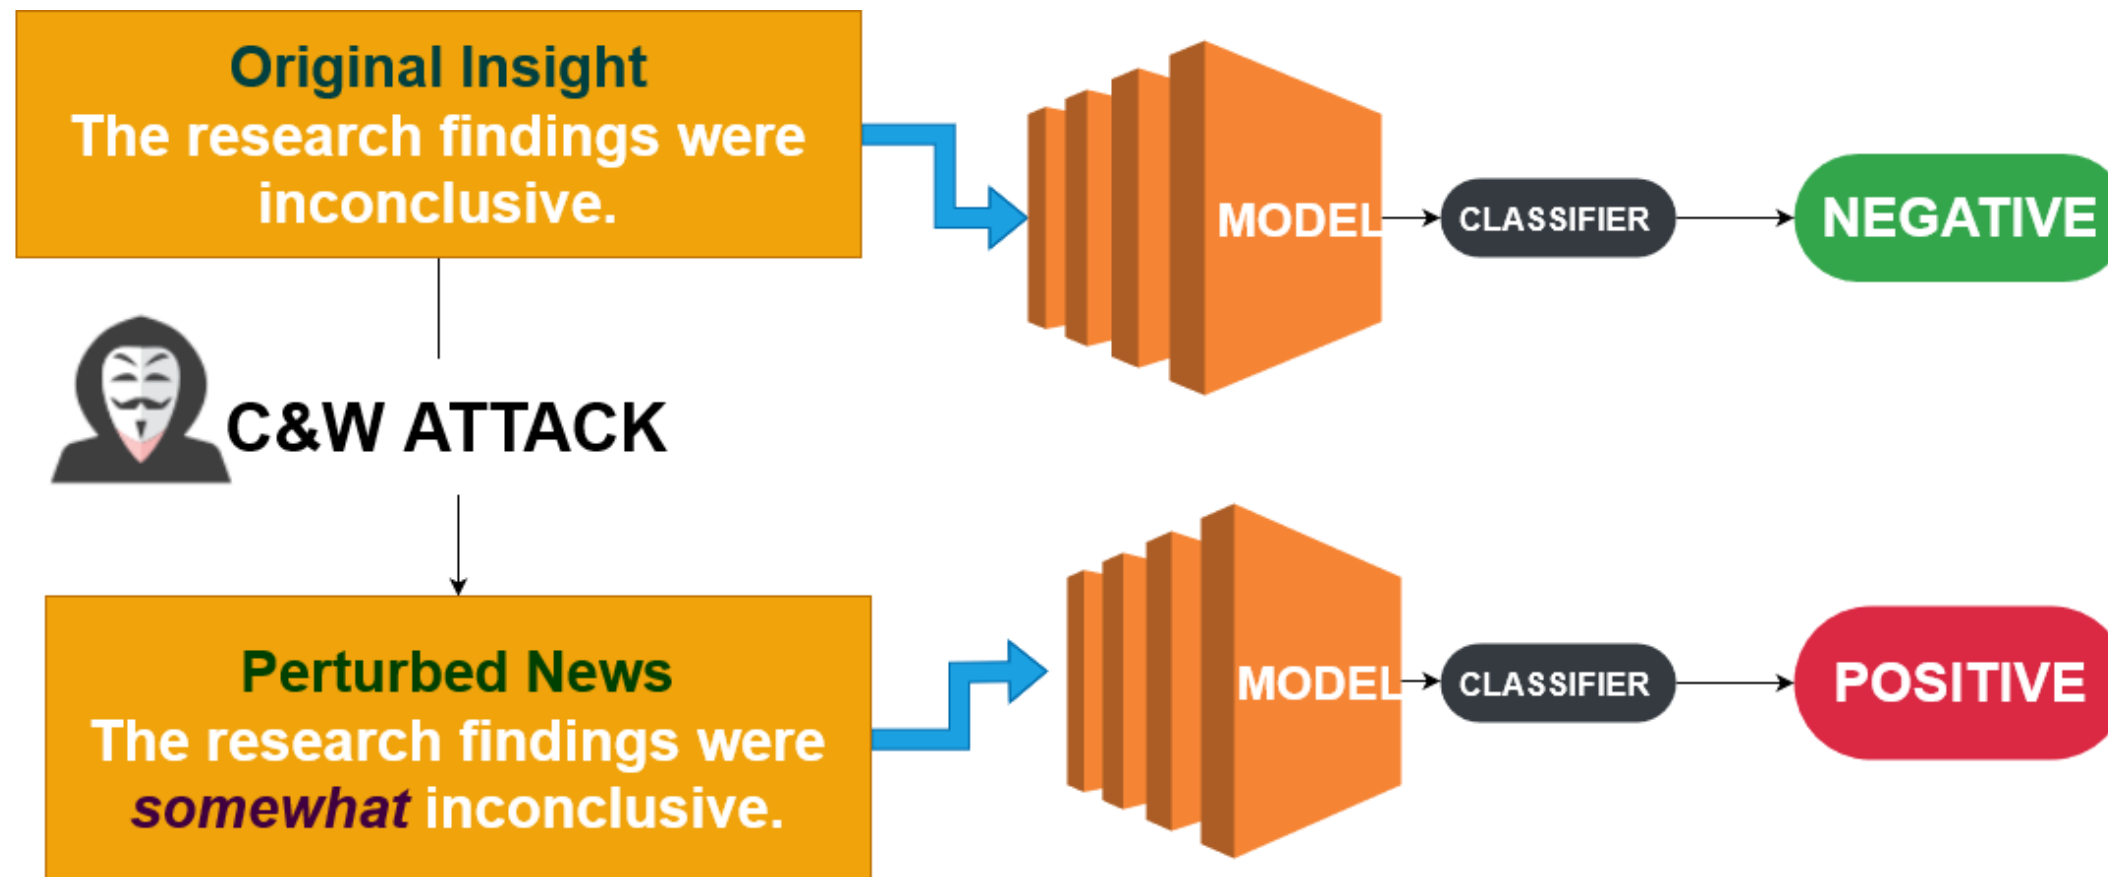 Original Insight
The research findings were
inconclusive.
MODEL
CLASSIFIER
NEGATIVE
C&W ATTACK
Perturbed News
The research findings were
somewhat inconclusive.
MODEL
CLASSIFIER
POSITIVE